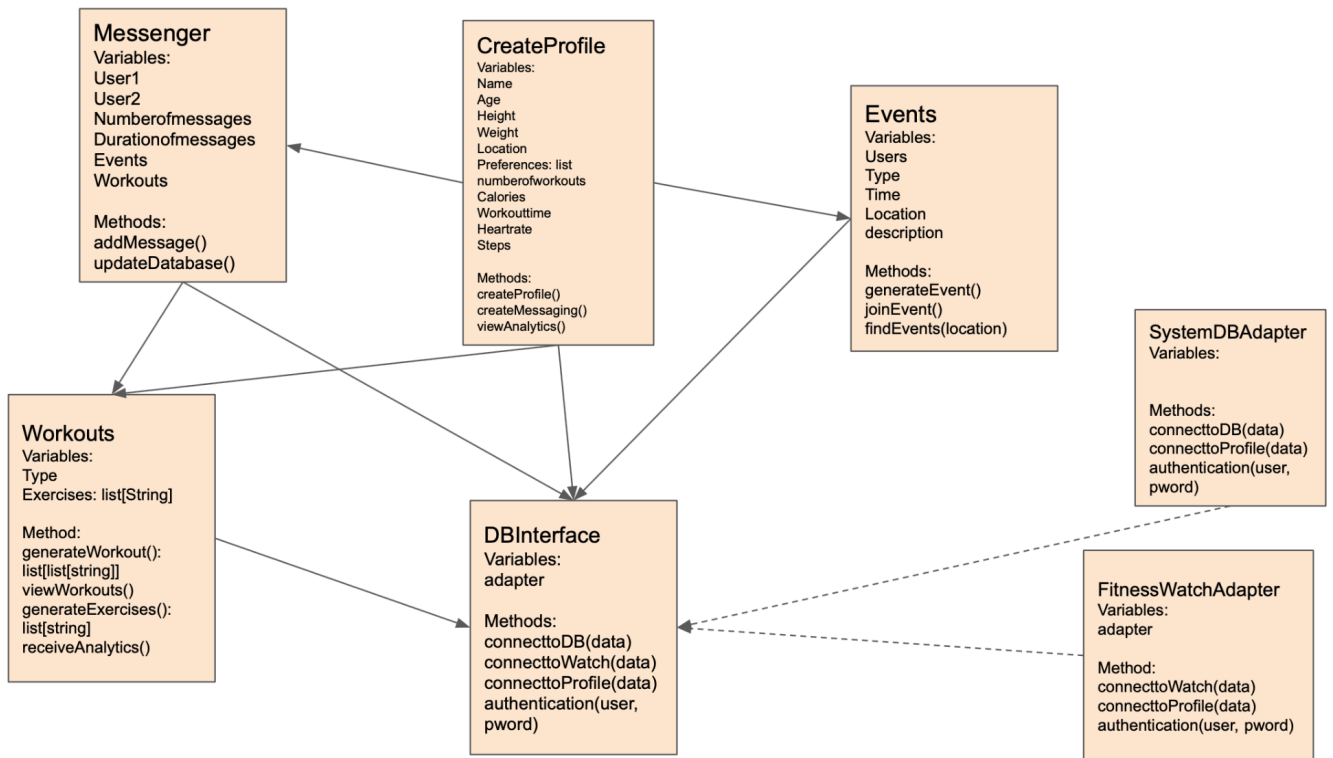 Messenger
Variables:
User1
User2
Numberofmessages
Durationofmessages
Events
Workouts
Methods:
addMessage()
updateDatabase()
CreateProfile
Variables:
Name
Age
Height
Weight
Location
Preferences: list
numberofworkouts
Calories
Workouttime
Heartrate
Steps
Methods:
createProfile()
createMessaging()
viewAnalytics()
Events
Variables:
Users
Type
Time
Location
description
Methods:
generateEvent()
joinEvent()
findEvents(location)
SystemDBAdapter
Variables:
Methods:
connecttoDB(data)
connecttoProfile(data)
authentication(user,
pword)
Workouts
Variables:
Type
Exercises: list[String]
Method:
generateWorkout():
list[list[string]]
viewWorkouts()
generateExercises():
list[string]
receiveAnalytics()
DBInterface
Variables:
adapter
Methods:
connecttoDB(data)
connecttoWatch(data)
connecttoProfile(data)
authentication(user,
pword)
FitnessWatchAdapter
Variables:
adapter
Method:
connecttoWatch(data)
connecttoProfile(data)
authentication(user, pword)